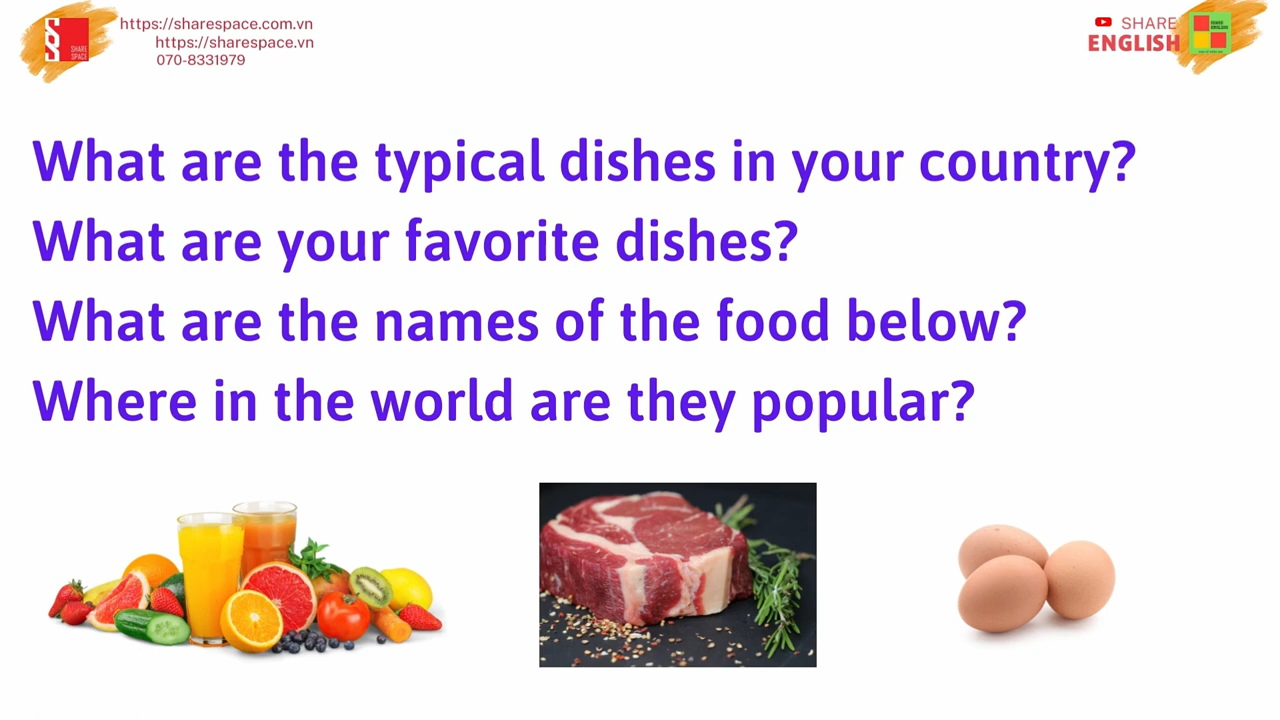 https://sharespace.com.vn
https://sharespace.vn
070-8331979
SHARE
SPACE
SHARE
ENGLISH
What are the typical dishes in your country?
What are your favorite dishes?
What are the names of the food below?
Where in the world are they popular?